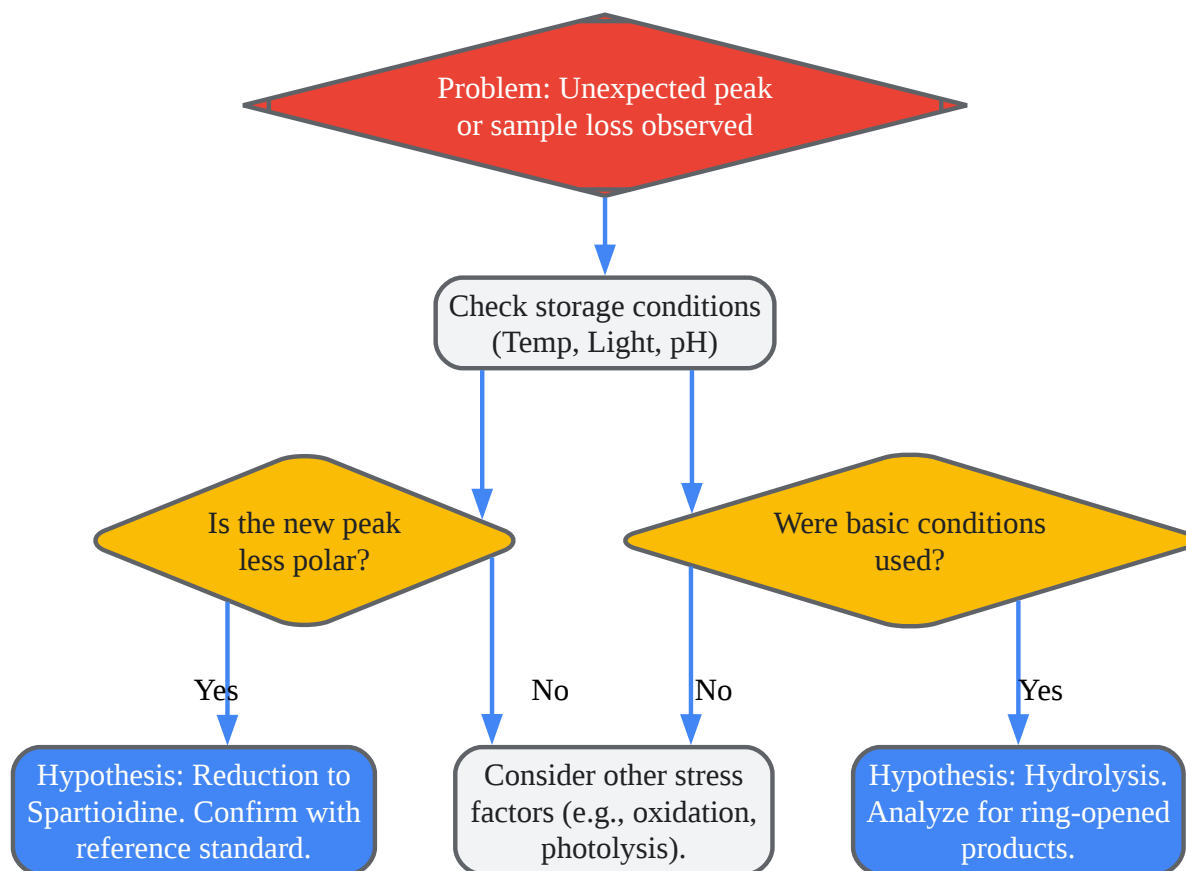 Problem: Unexpected peak
or sample loss observed
Check storage conditions
(Temp, Light, pH)
Is the new peak
less polar?
Were basic conditions
used?
Yes
No
No
Yes
Hypothesis: Reduction to
Spartioidine. Confirm with
reference standard.
Consider other stress
factors (e.g., oxidation,
photolysis).
Hypothesis: Hydrolysis.
Analyze for ring-opened
products.